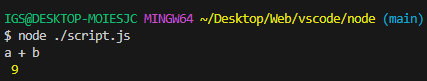 IGS@DESKTOP-MOIESJC MINGW64 ~/Desktop/Web/vscode/node (main)
$ node ./script.js
a + b
 9